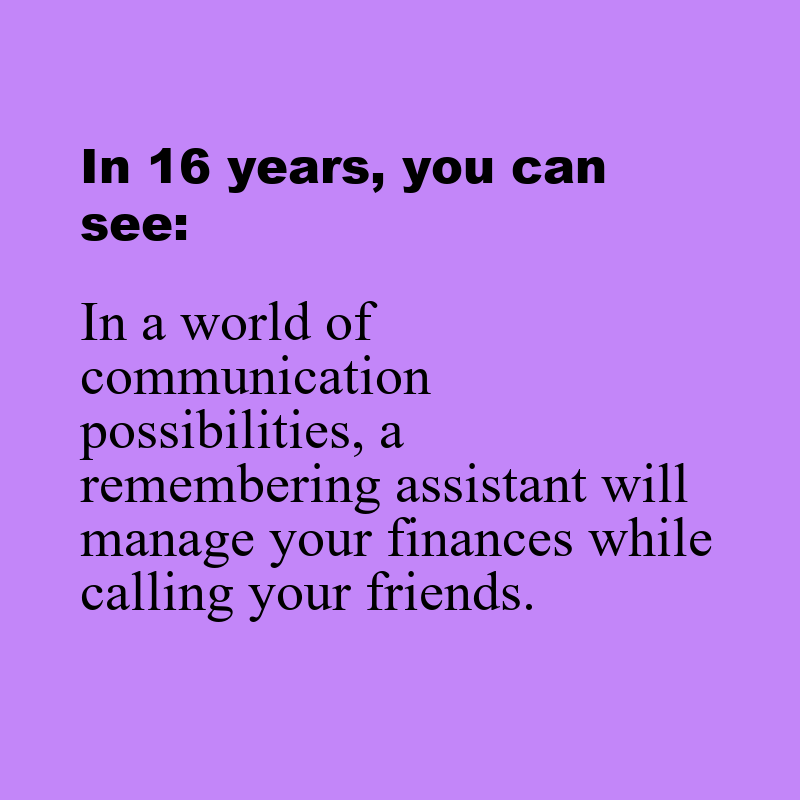 In 16 years, you can
see:
In a world of
communication
possibilities, a
remembering assistant will
manage your finances while
calling your friends.